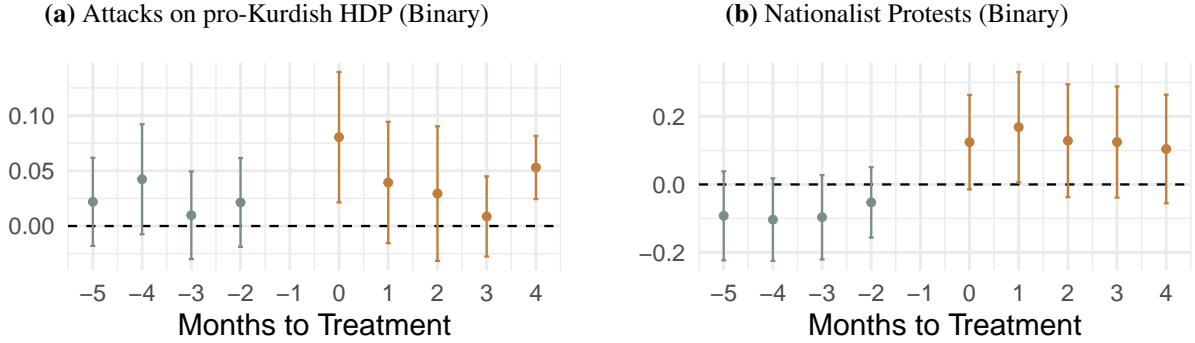 (a) Attacks on pro-Kurdish HDP (Binary)
0.10
0.05
0.00
−5 −4 −3 −2 −1 0 1 2 3 4
Months to Treatment
(b) Nationalist Protests (Binary)
0.2
0.0
−0.2
−5 −4 −3 −2 −1 0 1 2 3 4
Months to Treatment